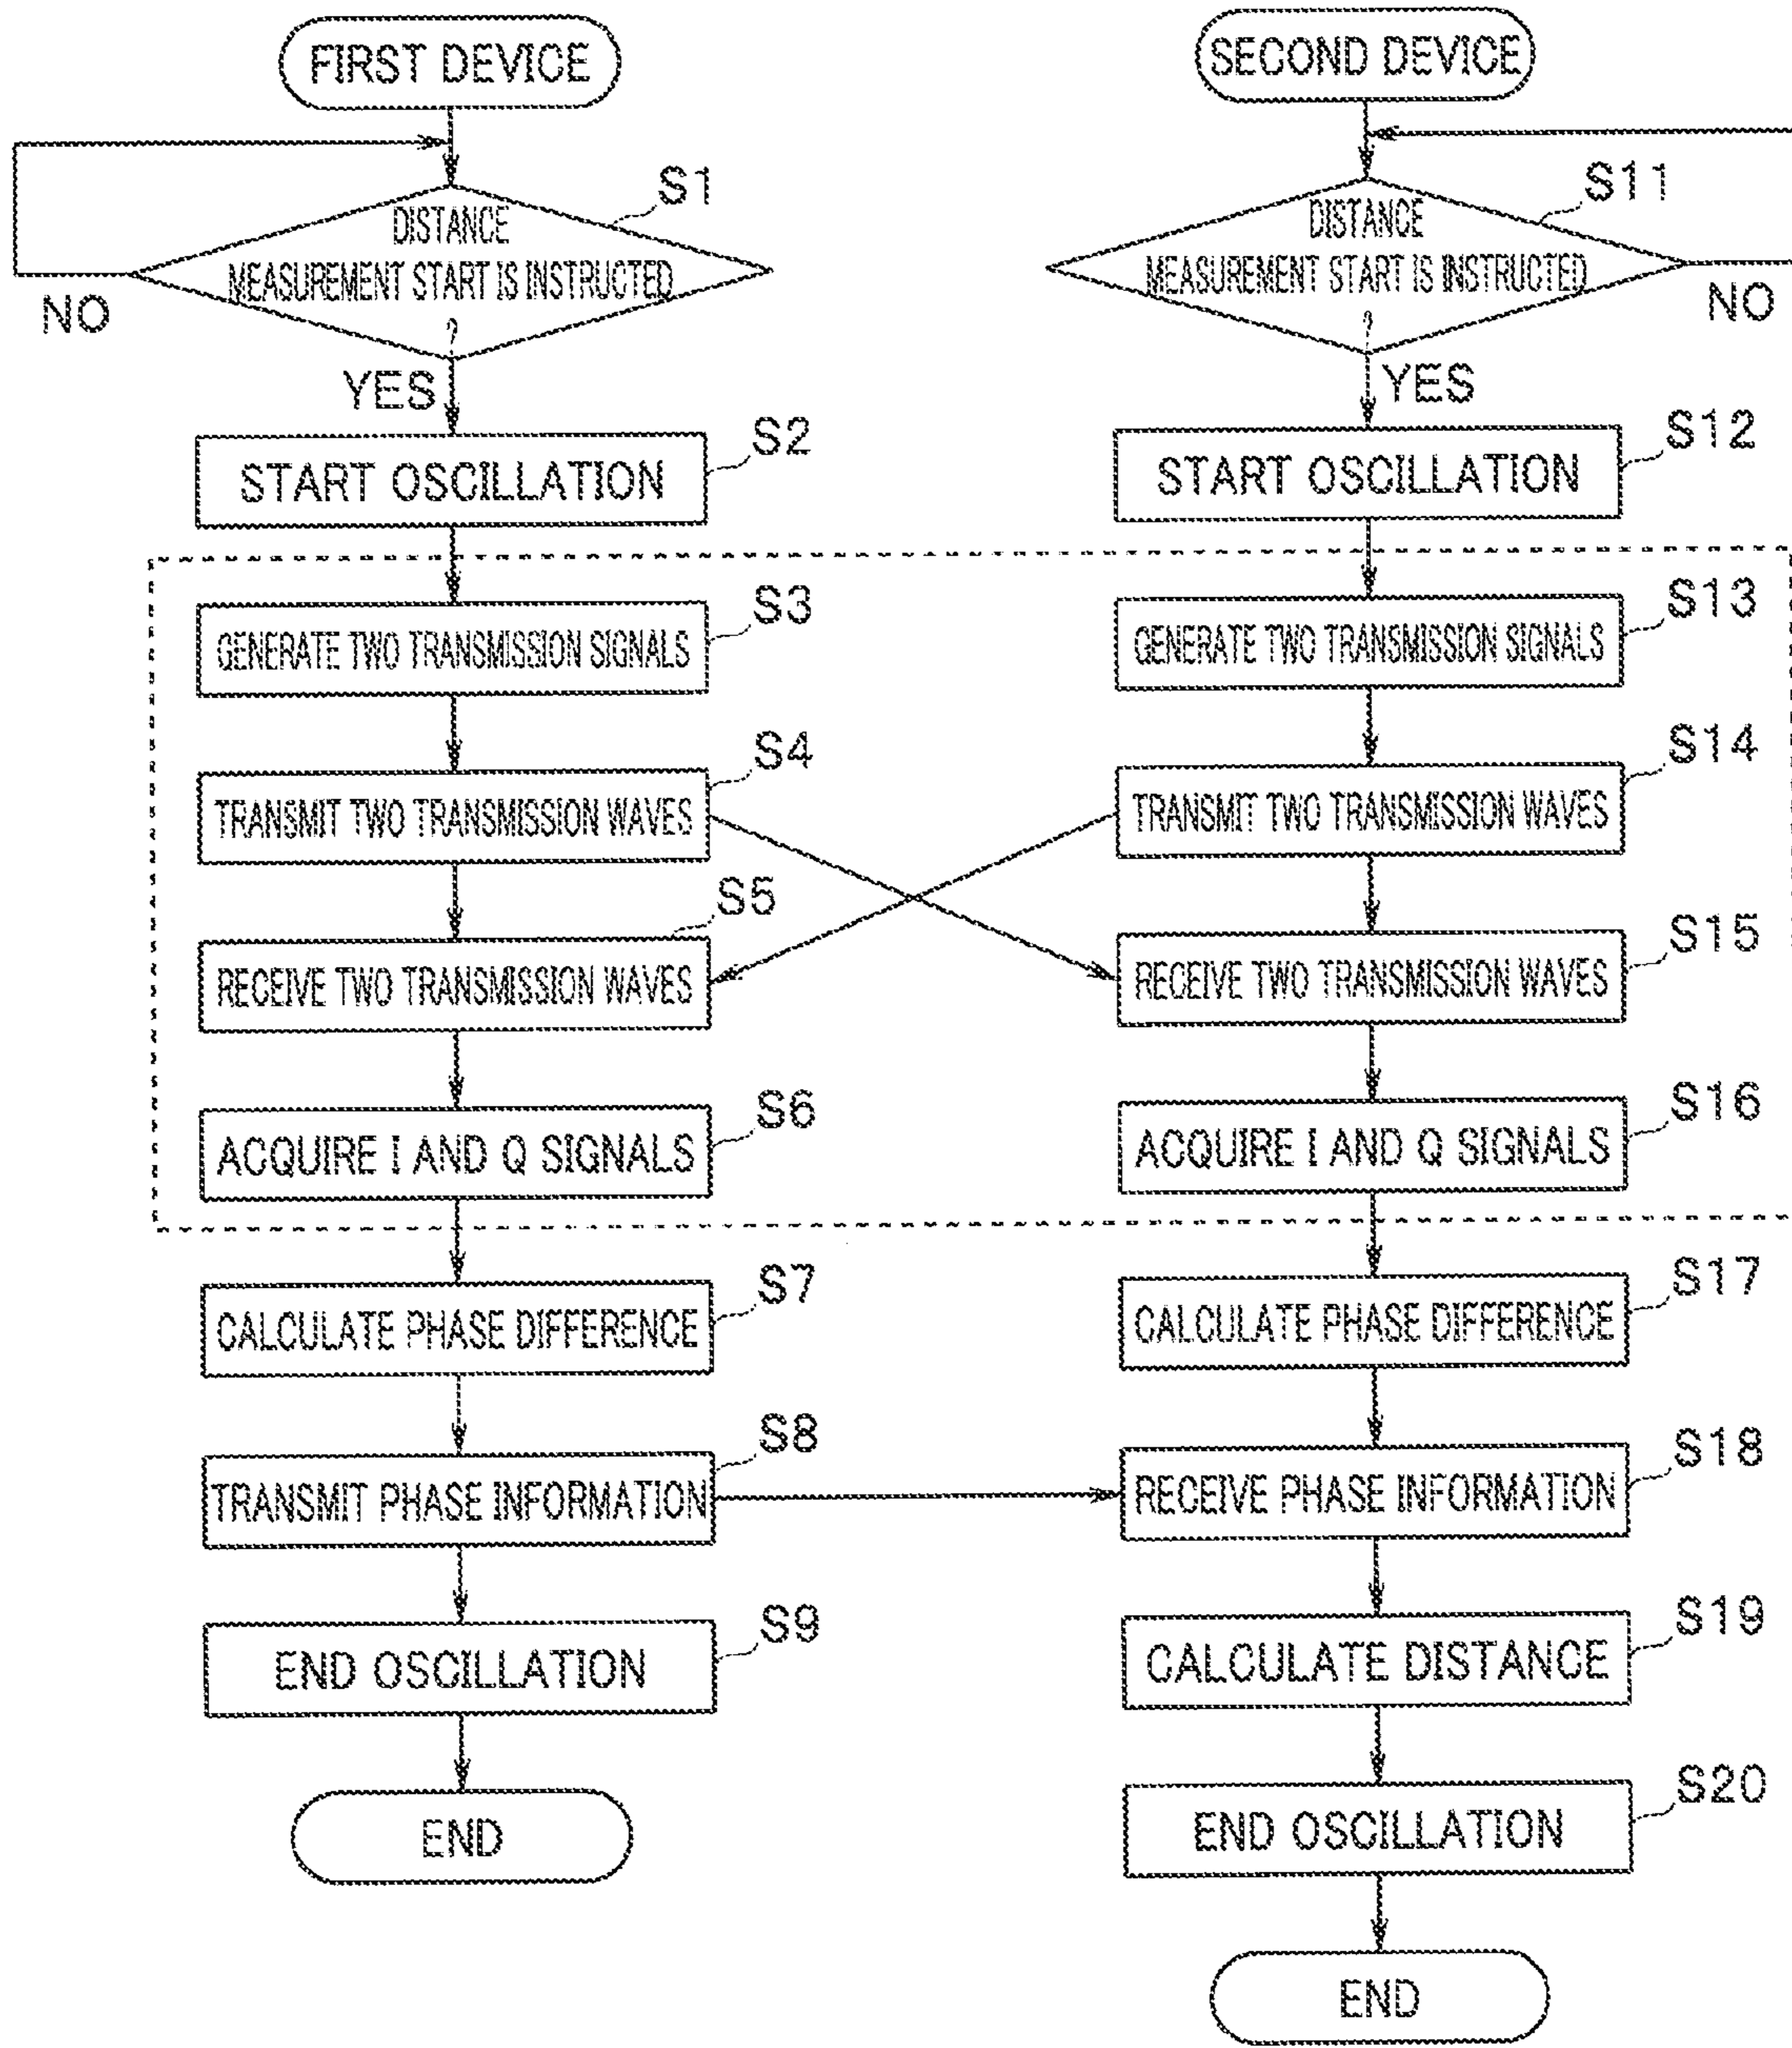 FIRST DEVICE
S1
DISTANCE
MEASUREMENT START IS INSTRUCTED
?
NO
YES
S2
START OSCILLATION
S3
GENERATE TWO TRANSMISSION SIGNALS
S4
TRANSMIT TWO TRANSMISSION WAVES
S5
RECEIVE TWO TRANSMISSION WAVES
S6
ACQUIRE I AND Q SIGNALS
S7
CALCULATE PHASE DIFFERENCE
S8
TRANSMIT PHASE INFORMATION
S9
END OSCILLATION
END
SECOND DEVICE
S11
DISTANCE
MEASUREMENT START IS INSTRUCTED
?
NO
YES
S12
START OSCILLATION
S13
GENERATE TWO TRANSMISSION SIGNALS
S14
TRANSMIT TWO TRANSMISSION WAVES
S15
RECEIVE TWO TRANSMISSION WAVES
S16
ACQUIRE I AND Q SIGNALS
S17
CALCULATE PHASE DIFFERENCE
S18
RECEIVE PHASE INFORMATION
S19
CALCULATE DISTANCE
S20
END OSCILLATION
END